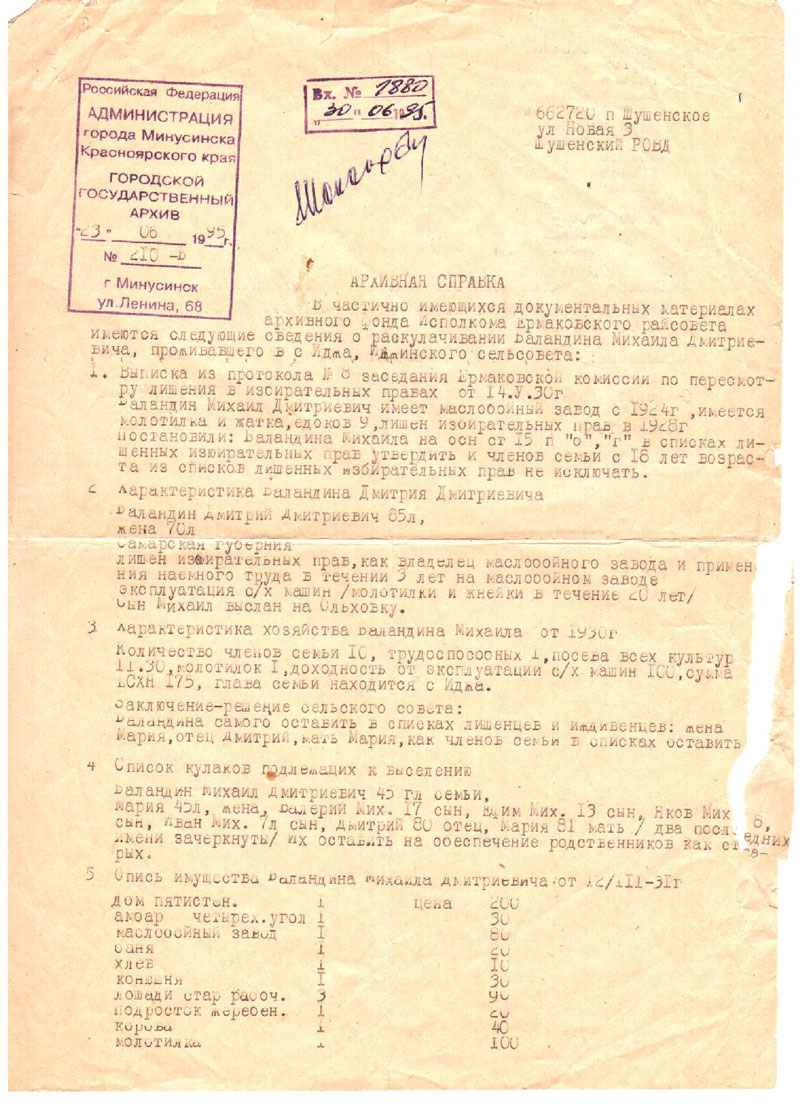 Российская Федерация
АДМИНИСТРАЦИЯ
города Минусинска
Красноярского края
ГОРОДСКОЙ
ГОСУДАРСТВЕННЫЙ
АРХИВ
"23" 06 1995г.
№ 210-Б
г Минусинск
ул.Ленина, 68
Вх. № 1880
"30" 06 1995.
662720 п Шушенское
ул Новая 3
Шушенский РОВД
АРХИВНАЯ СПРАВКА
В частично имеющихся документальных материалах
архивного фонда Исполкома Ермаковского райсовета
имеются следующие сведения о раскулачивании Баландина Михаила Дмитрие-
вича, проживавшего в с Иджа, Иджинского сельсовета:
1. Выписка из протокола № 8 заседания Ермаковской комиссии по пересмот-
ру лишения в избирательных правах от 14.У.30г
Баландин Михаил Дмитриевич имеет маслобойный завод с 1924г ,имеется
молотилка и жатка,едоков 9,лишен избирательных прав в 1928г
Постановили: Баландина Михаила на осн ст 15 п "б","г" в списках ли-
шенных избирательных прав утвердить и членов семьи с 18 лет возрас-
та из списков лишенных избирательных прав не исключать.
2 Характеристика Баландина Дмитрия Дмитриевича
Баландин Дмитрий Дмитриевич 85л,
жена 70л
Самарская губерния
лишен избирательных прав,как владелец маслобойного завода и примен
ния наемного труда в течении 3 лет на маслобойном заводе
эксплуатация с/х машин /молотилки и жнейки в течение 20 лет/
Сын Михаил выслан на Ольховку.
3 Характеристика хозяйства Баландина Михаила от 1930г
Количество членов семьи 10, трудоспособных 1,посева всех культур
11.30,молотилок I,доходность от эксплуатации с/х машин 100,сумма
ЕСХН 175, глава семьи находится с Иджа.
Заключение-рашение сельского совета:
Баландина самого оставить в списках лишенцев и иждивенцев: жена
Мария,отец Дмитрий,мать Мария,как членов семьи в списках оставить
4 Список кулаков подлежащих к выселению
Баландин Михаил Дмитриевич 45 гл семьи,
Мария 45л, жена, Валерий Мих. 17 сын, Ефим Мих. 13 сын, Яков Мих 8,
сын, Иван Мих. 7л сын, Дмитрий 80 отец, Мария 81 мать / два последних
имени зачеркнуты/ их оставить на обеспечение родственников как ста-
рых.
5 Опись имущества Баландина Михаила Дмитриевича от 12/III-31г
дом пятистен. 1 цена 200
амбар четырех.угол 1 30
маслобойный завод I 80
баня 1 20
хлев 1 10
конюшня I 30
лошади стар рабоч. 3 90
подросток жеребен. 1 20
корова 1 40
молотилка 1 100